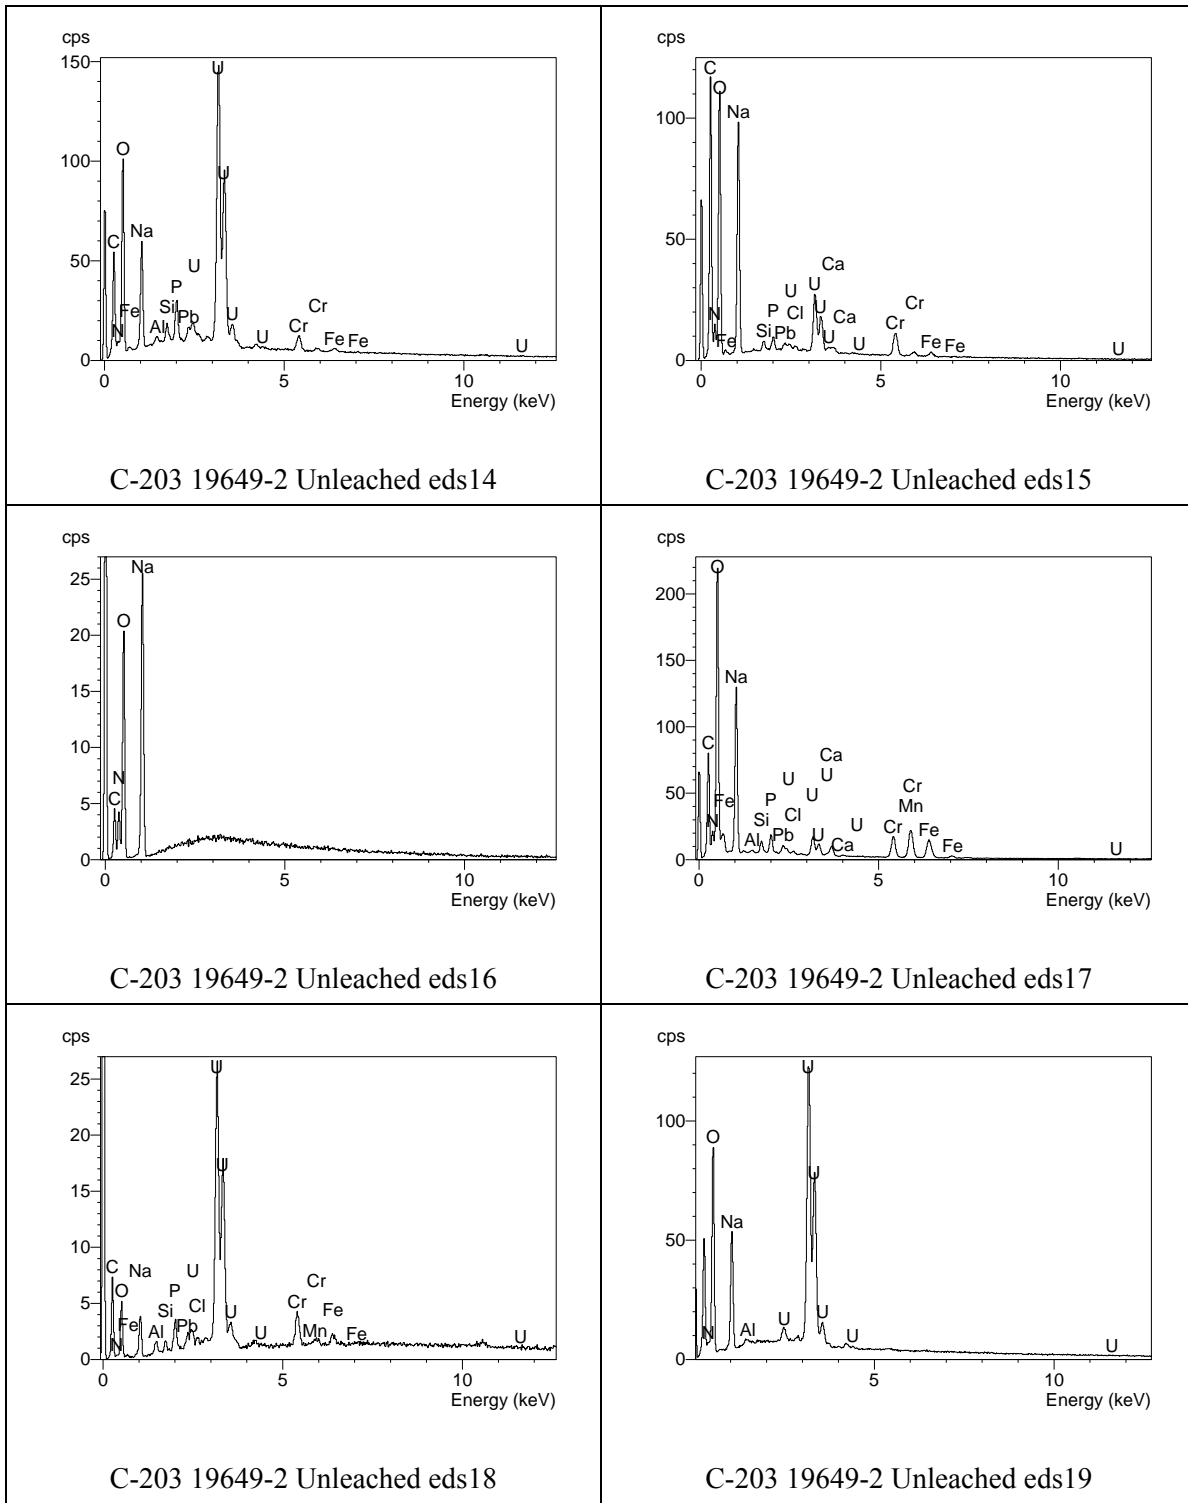 cps
150
100
50
0
U
O
U
Na
C
U
P
Fe
Si
Pb
Al
N
U
U
Cr
Cr
Fe
Fe
U
0
5
10
Energy (keV)
C-203 19649-2 Unleached eds14
cps
100
50
0
C
O
Na
N
Fe
Si
P
Pb
U
Cl
U
U
Ca
Ca
U
U
Cr
Cr
Fe
Fe
U
0
5
10
Energy (keV)
C-203 19649-2 Unleached eds15
cps
25
20
15
10
5
0
Na
O
N
C
0
5
10
Energy (keV)
C-203 19649-2 Unleached eds16
cps
200
150
100
50
0
O
Na
C
Fe
N
Al
Si
P
Pb
U
Cl
U
U
Ca
U
Ca
U
Cr
Cr
Mn
Fe
Fe
U
0
5
10
Energy (keV)
C-203 19649-2 Unleached eds17
cps
25
20
15
10
5
0
U
U
C
Na
O
Fe
N
Al
Si
P
Pb
U
Cl
U
U
Cr
Cr
Mn
Fe
Fe
U
0
5
10
Energy (keV)
C-203 19649-2 Unleached eds18
cps
100
50
0
U
O
U
Na
N
Al
U
U
U
U
5
10
Energy (keV)
C-203 19649-2 Unleached eds19